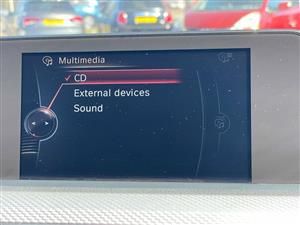 Multimedia
CD
External devices
Sound